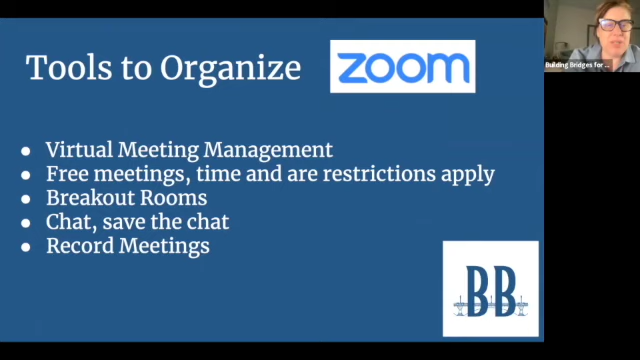 Tools to Organize zoom
Virtual Meeting Management
Free meetings, time and are restrictions apply
Breakout Rooms
Chat, save the chat
Record Meetings
BB
Building Bridges for ...